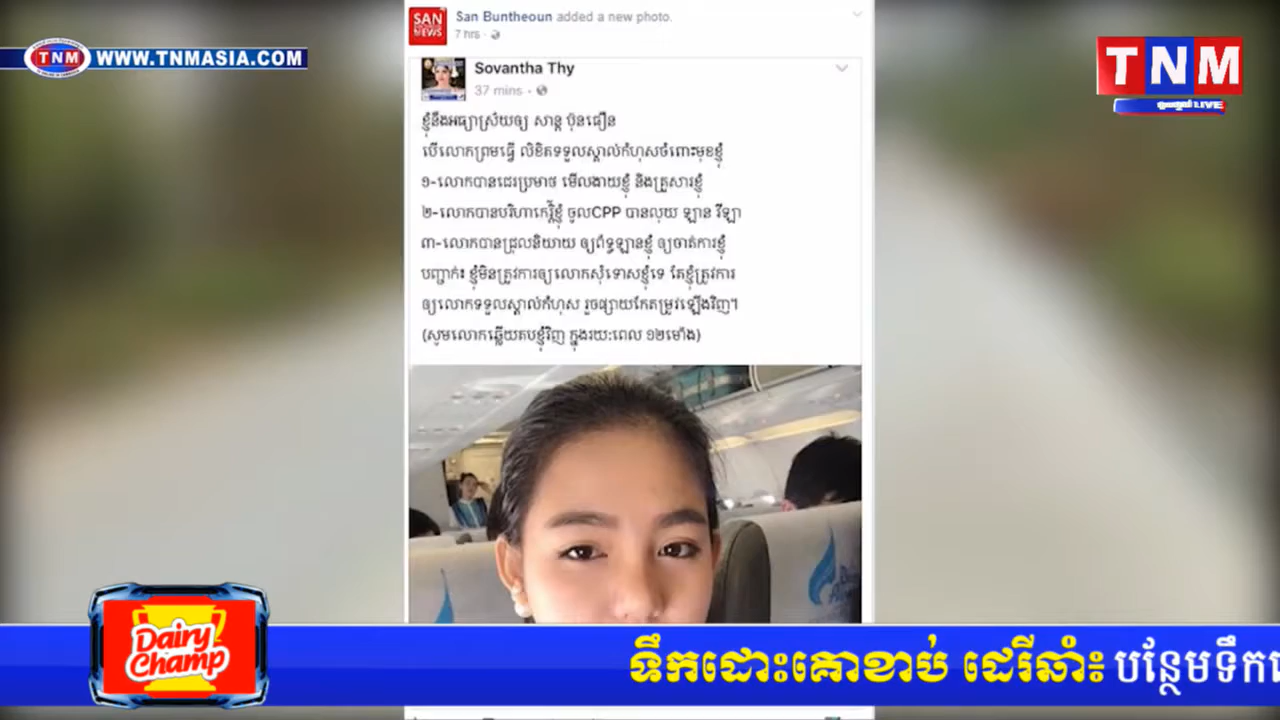 SAN
NEWS
San Buntheoun added a new photo.
7 hrs
TNM
WWW.TNMASIA.COM
TNM
LIVE
Sovantha Thy
37 mins
ខ្ញុំនឹងអធ្យាស្រ័យឲ្យ សាន្ត ប៊ុនធឿន
បើលោកព្រមធ្វើ លិខិតទទួលស្គាល់កំហុសចំពោះមុខខ្ញុំ
១-លោកបានជេរប្រមាថ មើលងាយខ្ញុំ និងគ្រួសារខ្ញុំ
២-លោកបានបរិហាកេរ្តិ៍ខ្ញុំ ចូលCPP បានលុយ ឡាន វីឡា
៣-លោកបានជ្រុលនិយាយ ឲ្យព័ទ្ធឡានខ្ញុំ ឲ្យចាត់ការខ្ញុំ
បញ្ជាក់៖ ខ្ញុំមិនត្រូវការឲ្យលោកសុំទោសខ្ញុំទេ តែខ្ញុំត្រូវការ
ឲ្យលោកទទួលស្គាល់កំហុស រួចផ្សាយកែតម្រូវឡើងវិញ។
(សូមលោកឆ្លើយតបខ្ញុំវិញ ក្នុងរយៈពេល ១២ម៉ោង)
Dairy
Champ
ទឹកដោះគោខាប់ ដេរីឆាំ៖ បន្ថែមទឹកដ